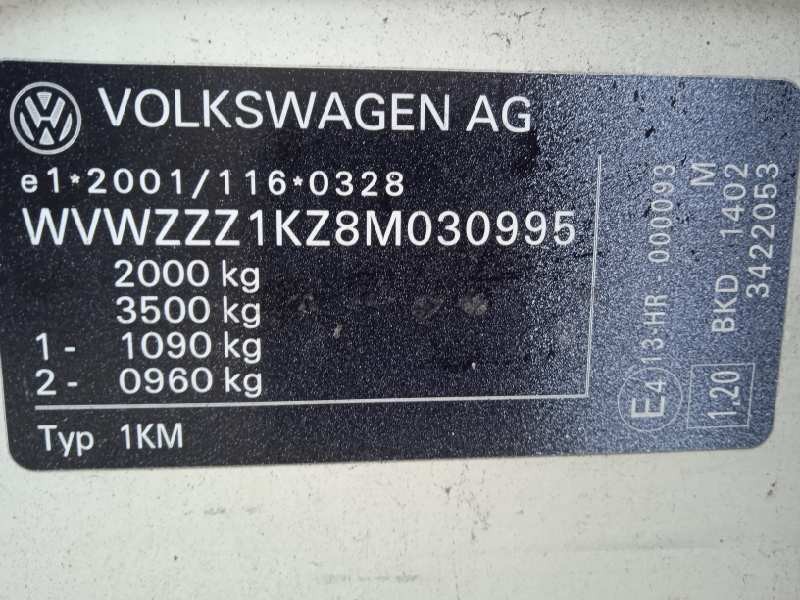 VOLKSWAGEN AG
e1*2001/116*0328
WVWZZZ1KZ8M030995
2000 kg
3500 kg
1 - 1090 kg
2 - 0960 kg
Typ 1KM
E4 13-HR - 000093
M
1,20 BKD 1402
3422053